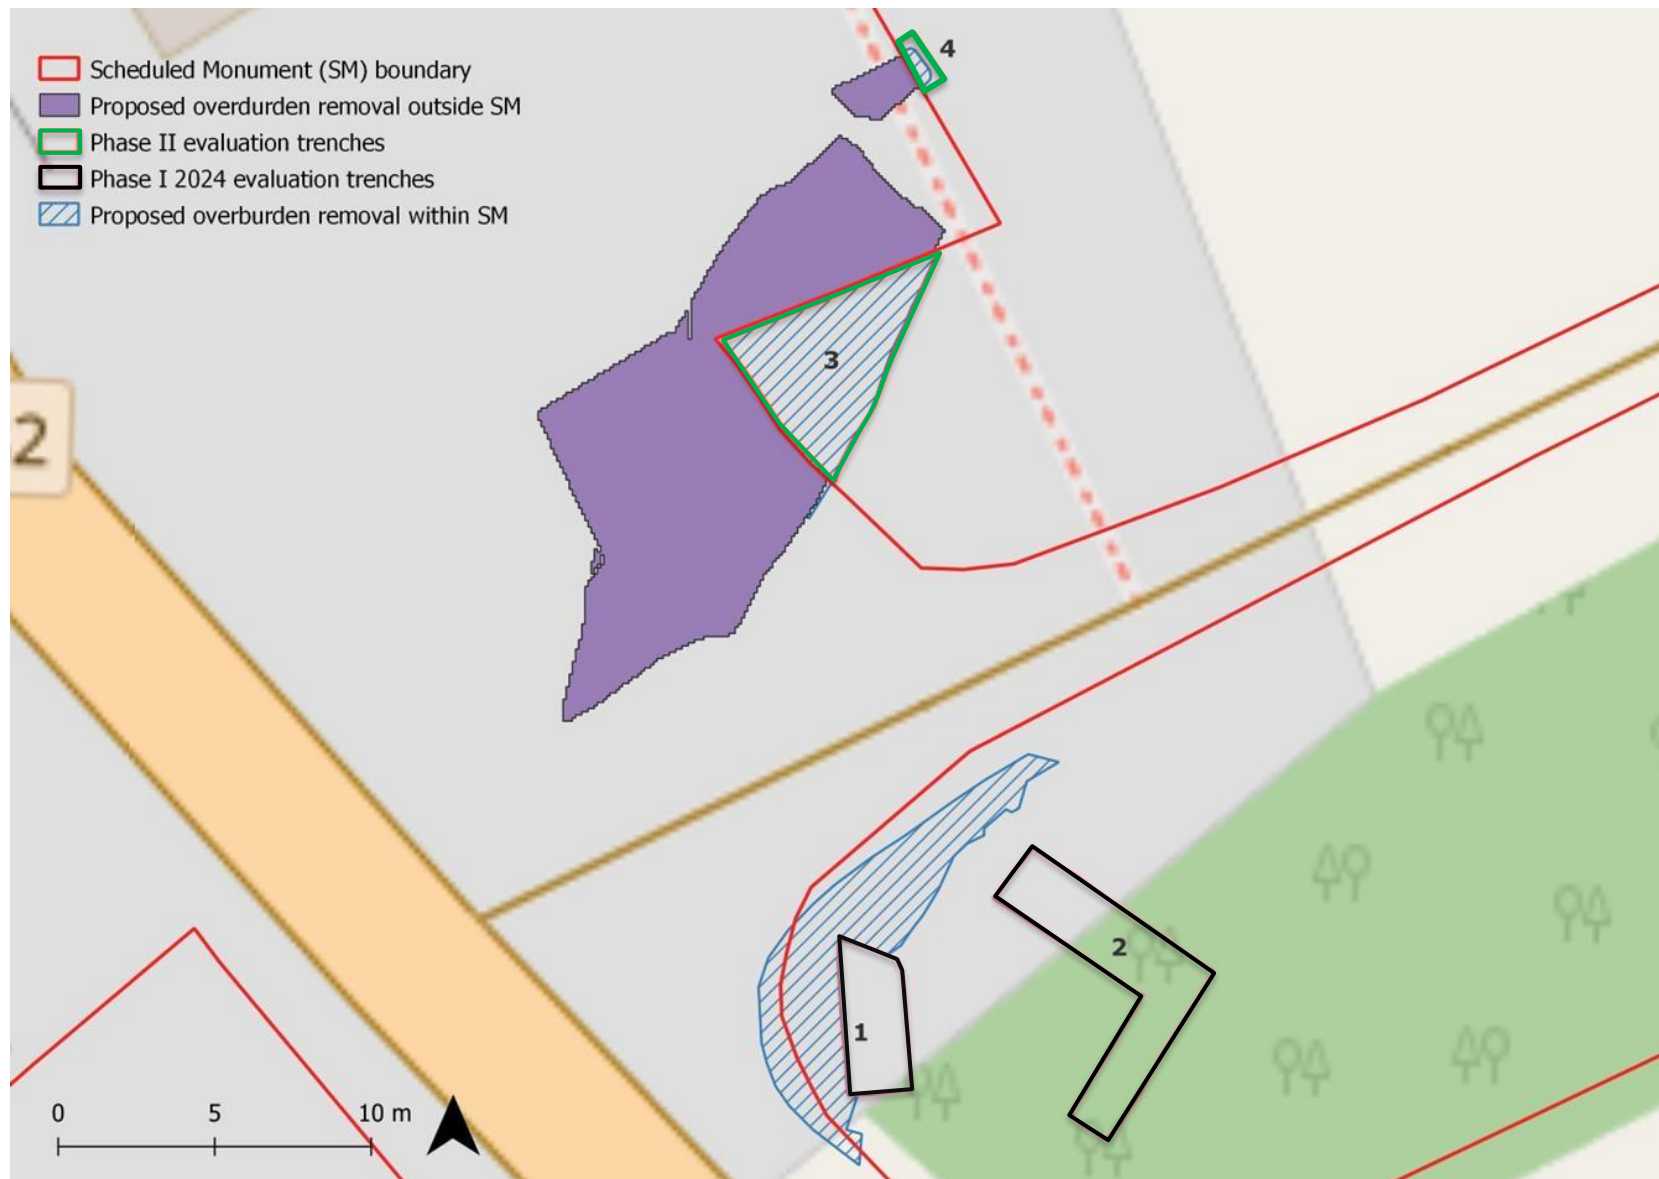 4
Scheduled Monument (SM) boundary
Proposed overdurden removal outside SM
Phase II evaluation trenches
Phase I 2024 evaluation trenches
Proposed overburden removal within SM
3
2
2
1
0 5 10 m